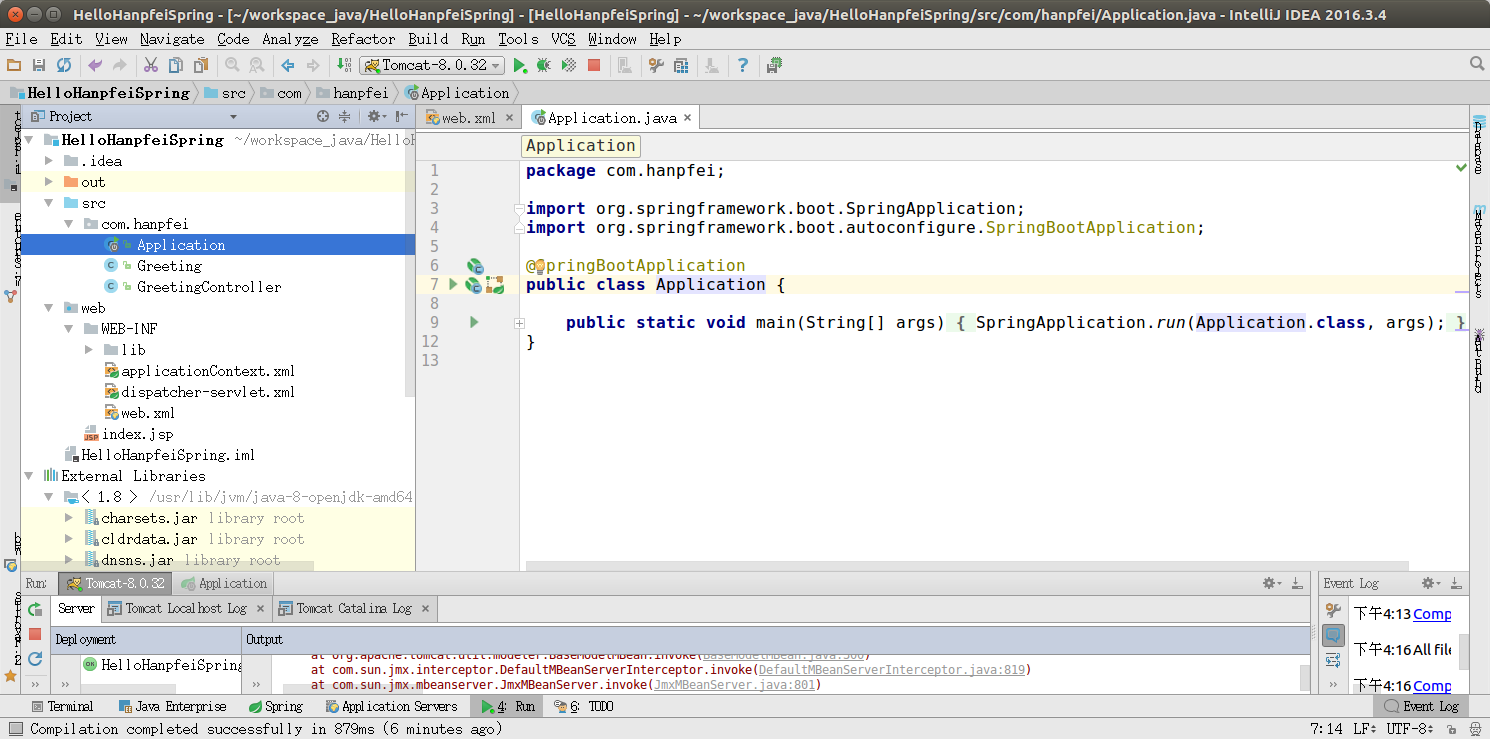 HelloHanpfeiSpring - [~/workspace_java/HelloHanpfeiSpring] - [HelloHanpfeiSpring] - ~/workspace_java/HelloHanpfeiSpring/src/com/hanpfei/Application.java - IntelliJ IDEA 2016.3.4
File Edit View Navigate Code Analyze Refactor Build Run Tools VCS Window Help
Tomcat-8.0.32
HelloHanpfeiSpring src com hanpfei Application
Project
web.xml
Application.java
HelloHanpfeiSpring ~/workspace_java/Hello
.idea
out
src
com.hanpfei
Application
Greeting
GreetingController
web
WEB-INF
lib
applicationContext.xml
dispatcher-servlet.xml
web.xml
index.jsp
HelloHanpfeiSpring.iml
External Libraries
< 1.8 > /usr/lib/jvm/java-8-openjdk-amd64
charsets.jar library root
cldrdata.jar library root
dnsns.jar library root
Application
1 package com.hanpfei;
2
3 import org.springframework.boot.SpringApplication;
4 import org.springframework.boot.autoconfigure.SpringBootApplication;
5
6 @pringBootApplication
7 public class Application {
8
9 public static void main(String[] args) { SpringApplication.run(Application.class, args); }
12 }
13
Database
Maven Projects
Ant Build
Run: Tomcat-8.0.32 Application
Server Tomcat Localhost Log Tomcat Catalina Log
Deployment
HelloHanpfeiSpring
Output
at org.apache.tomcat.util.modeler.BaseModelMBean.invoke(BaseModelMBean.java:300)
at com.sun.jmx.interceptor.DefaultMBeanServerInterceptor.invoke(DefaultMBeanServerInterceptor.java:819)
at com.sun.jmx.mbeanserver.JmxMBeanServer.invoke(JmxMBeanServer.java:801)
Event Log
下午4:13 Comp
下午4:16 All file
下午4:16 Comp
Terminal Java Enterprise Spring Application Servers 4: Run 6: TODO Event Log
Compilation completed successfully in 879ms (6 minutes ago) 7:14 LF UTF-8